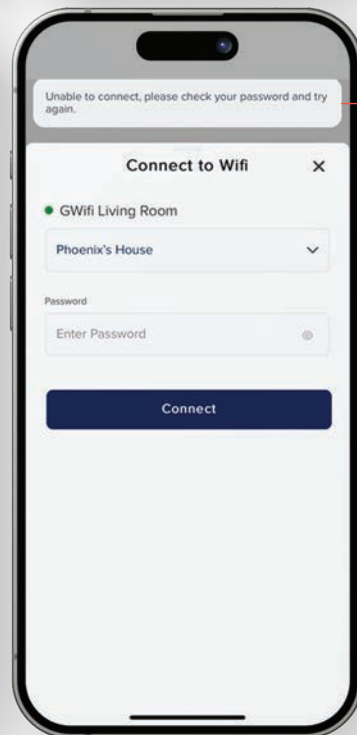 Unable to connect, please check your password and try
again.
Connect to Wifi
GWifi Living Room
Phoenix's House
Password
Enter Password
Connect